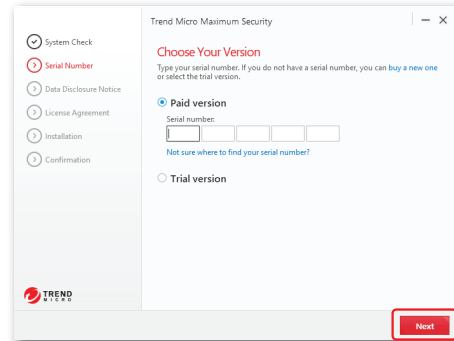 Trend Micro Maximum Security
System Check
Serial Number
Data Disclosure Notice
License Agreement
Installation
Confirmation
Choose Your Version
Type your serial number. If you do not have a serial number, you can buy a new one
or select the trial version.
Paid version
Serial number:
Not sure where to find your serial number?
Trial version
TREND
MICRO
Next